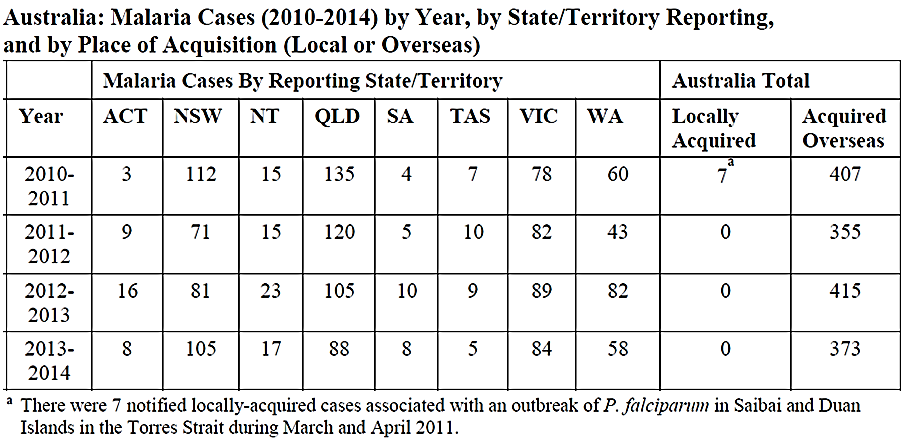 Australia: Malaria Cases (2010-2014) by Year, by State/Territory Reporting,
and by Place of Acquisition (Local or Overseas)
Malaria Cases By Reporting State/Territory Australia Total
Year ACT NSW NT QLD SA TAS VIC WA Locally Acquired Acquired Overseas
2010-2011 3 112 15 135 4 7 78 60 7a 407
2011-2012 9 71 15 120 5 10 82 43 0 355
2012-2013 16 81 23 105 10 9 89 82 0 415
2013-2014 8 105 17 88 8 5 84 58 0 373
a There were 7 notified locally-acquired cases associated with an outbreak of P. falciparum in Saibai and Duan
Islands in the Torres Strait during March and April 2011.